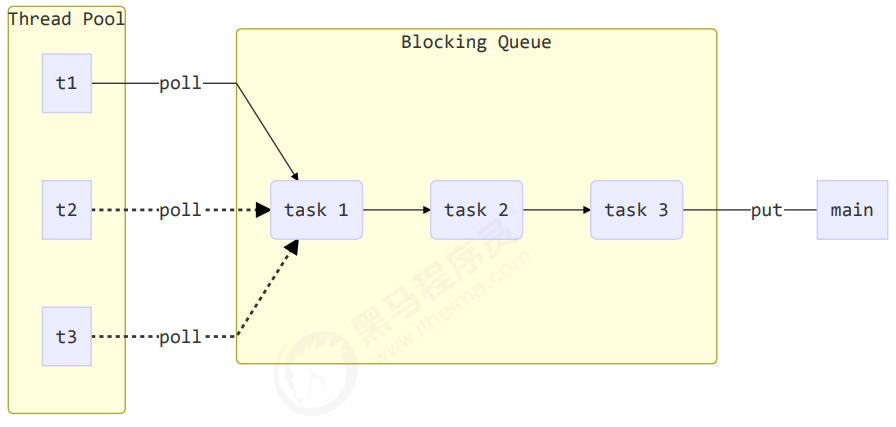 Thread Pool
Blocking Queue
t1
poll
t2
poll
task 1
task 2
task 3
put
main
t3
poll
黑马程序员
www.itheima.com